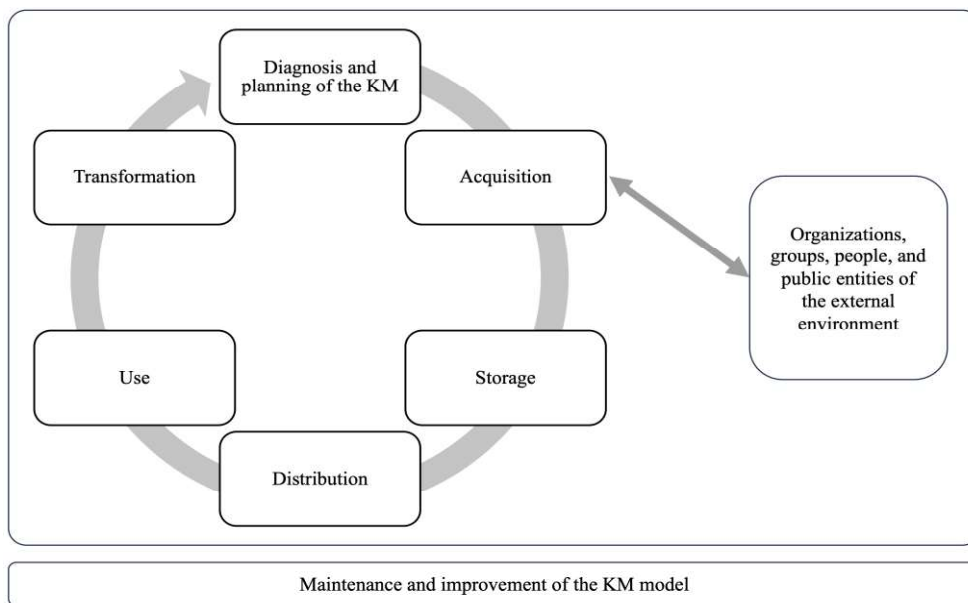 Diagnosis and
planning of the KM
Transformation
Acquisition
Organizations,
groups, people, and
public entities of
the external
environment
Use
Storage
Distribution
Maintenance and improvement of the KM model